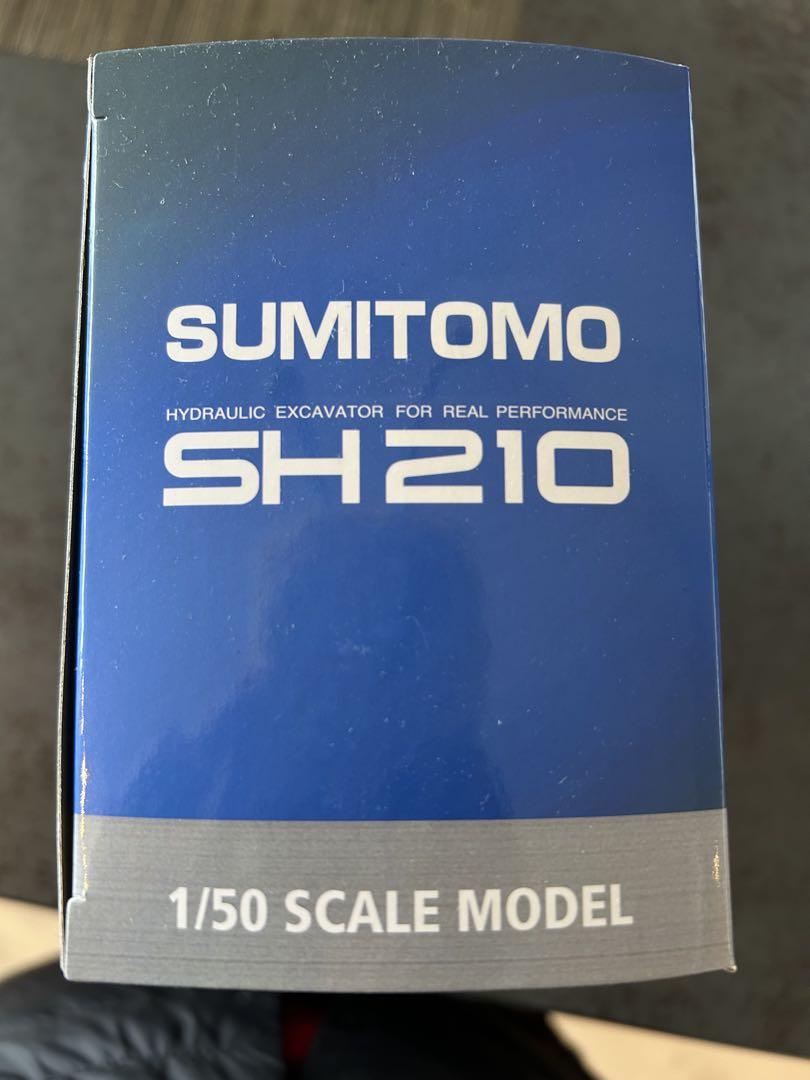 SUMITOMO
HYDRAULIC EXCAVATOR FOR REAL PERFORMANCE
SH210
1/50 SCALE MODEL